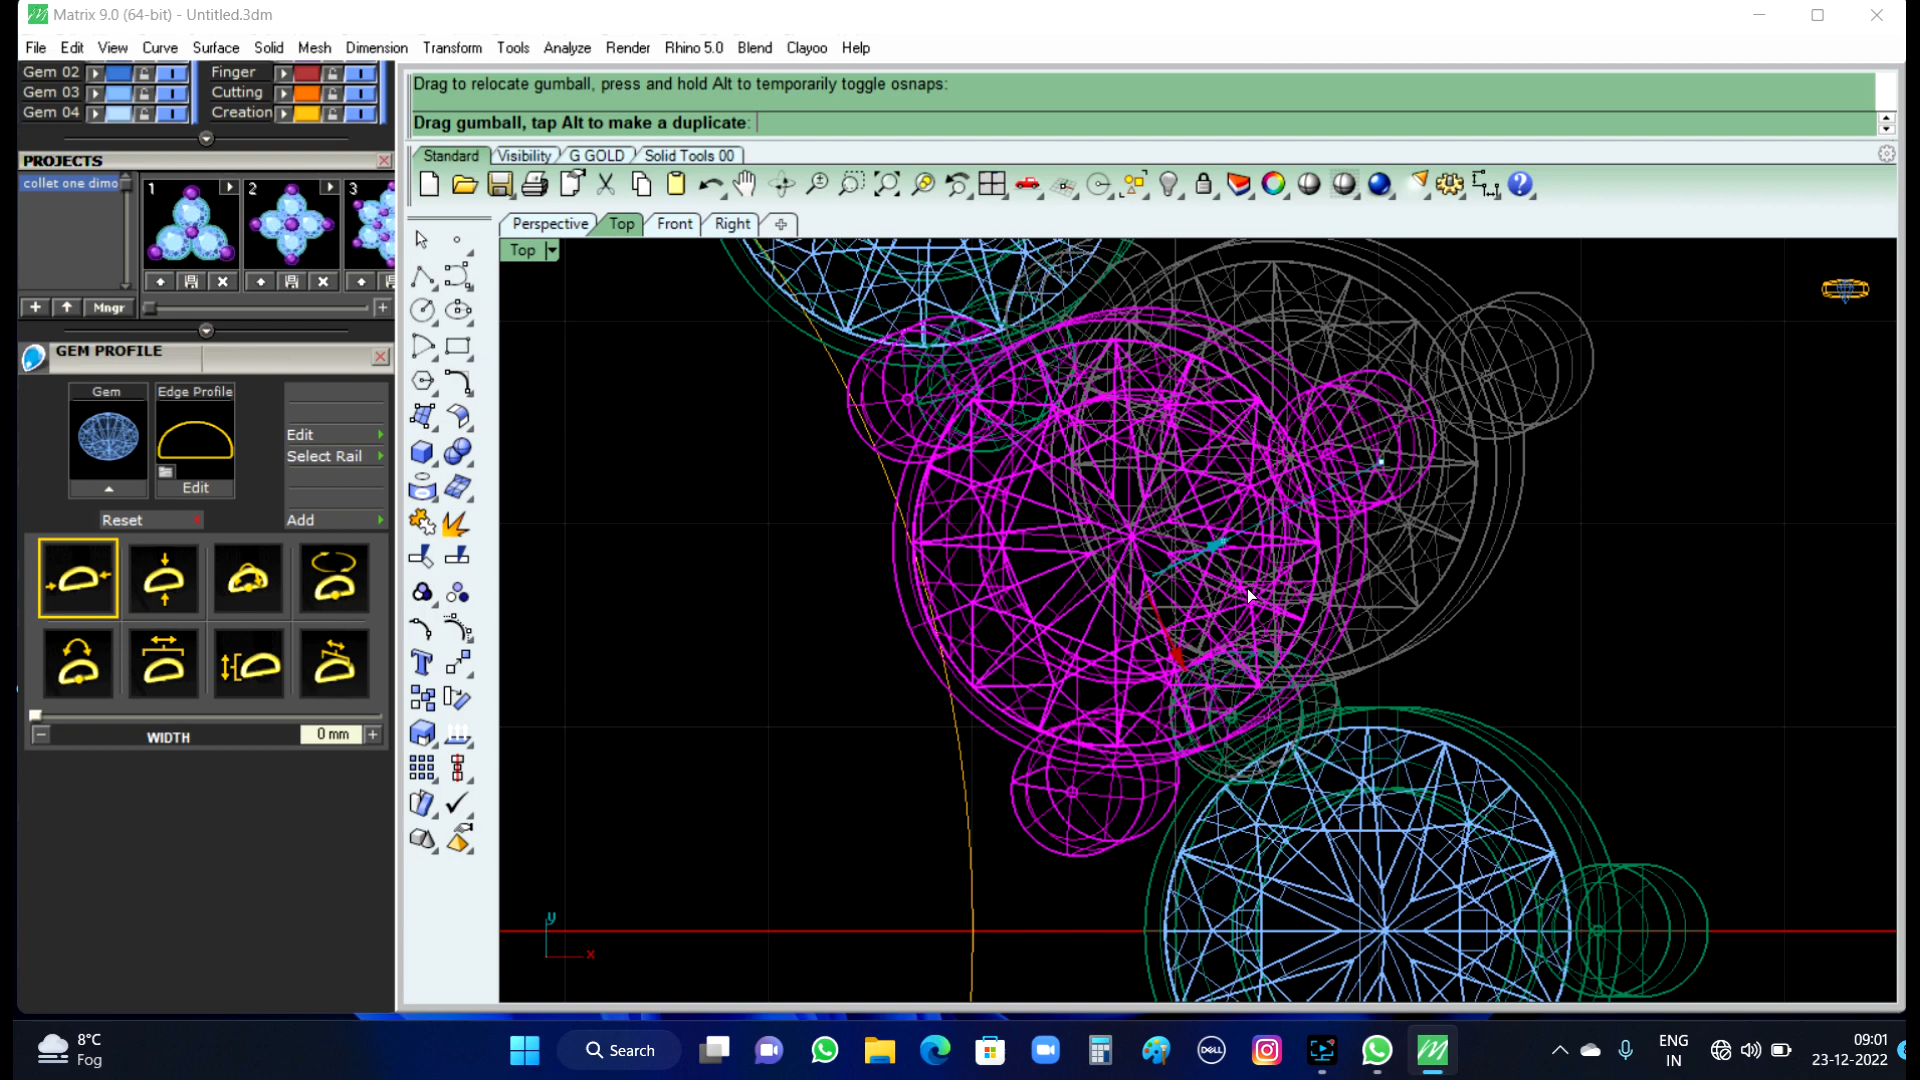 Matrix 9.0 (64-bit) - Untitled.3dm
File Edit View Curve Surface Solid Mesh Dimension Transform Tools Analyze Render Rhino 5.0 Blend Clayoo Help
Gem 02 Finger
Gem 03 Cutting
Gem 04 Creation
Drag to relocate gumball, press and hold Alt to temporarily toggle osnaps:
Drag gumball, tap Alt to make a duplicate:
PROJECTS
collet one dimo
1 2 3
Mngr
Standard Visibility G GOLD Solid Tools 00
Perspective Top Front Right
Top
GEM PROFILE
Gem Edge Profile
Edit
Select Rail
Edit
Reset
Add
WIDTH
0 mm
y
x
8°C
Fog
Search
DELL
ENG
IN
09:01
23-12-2022